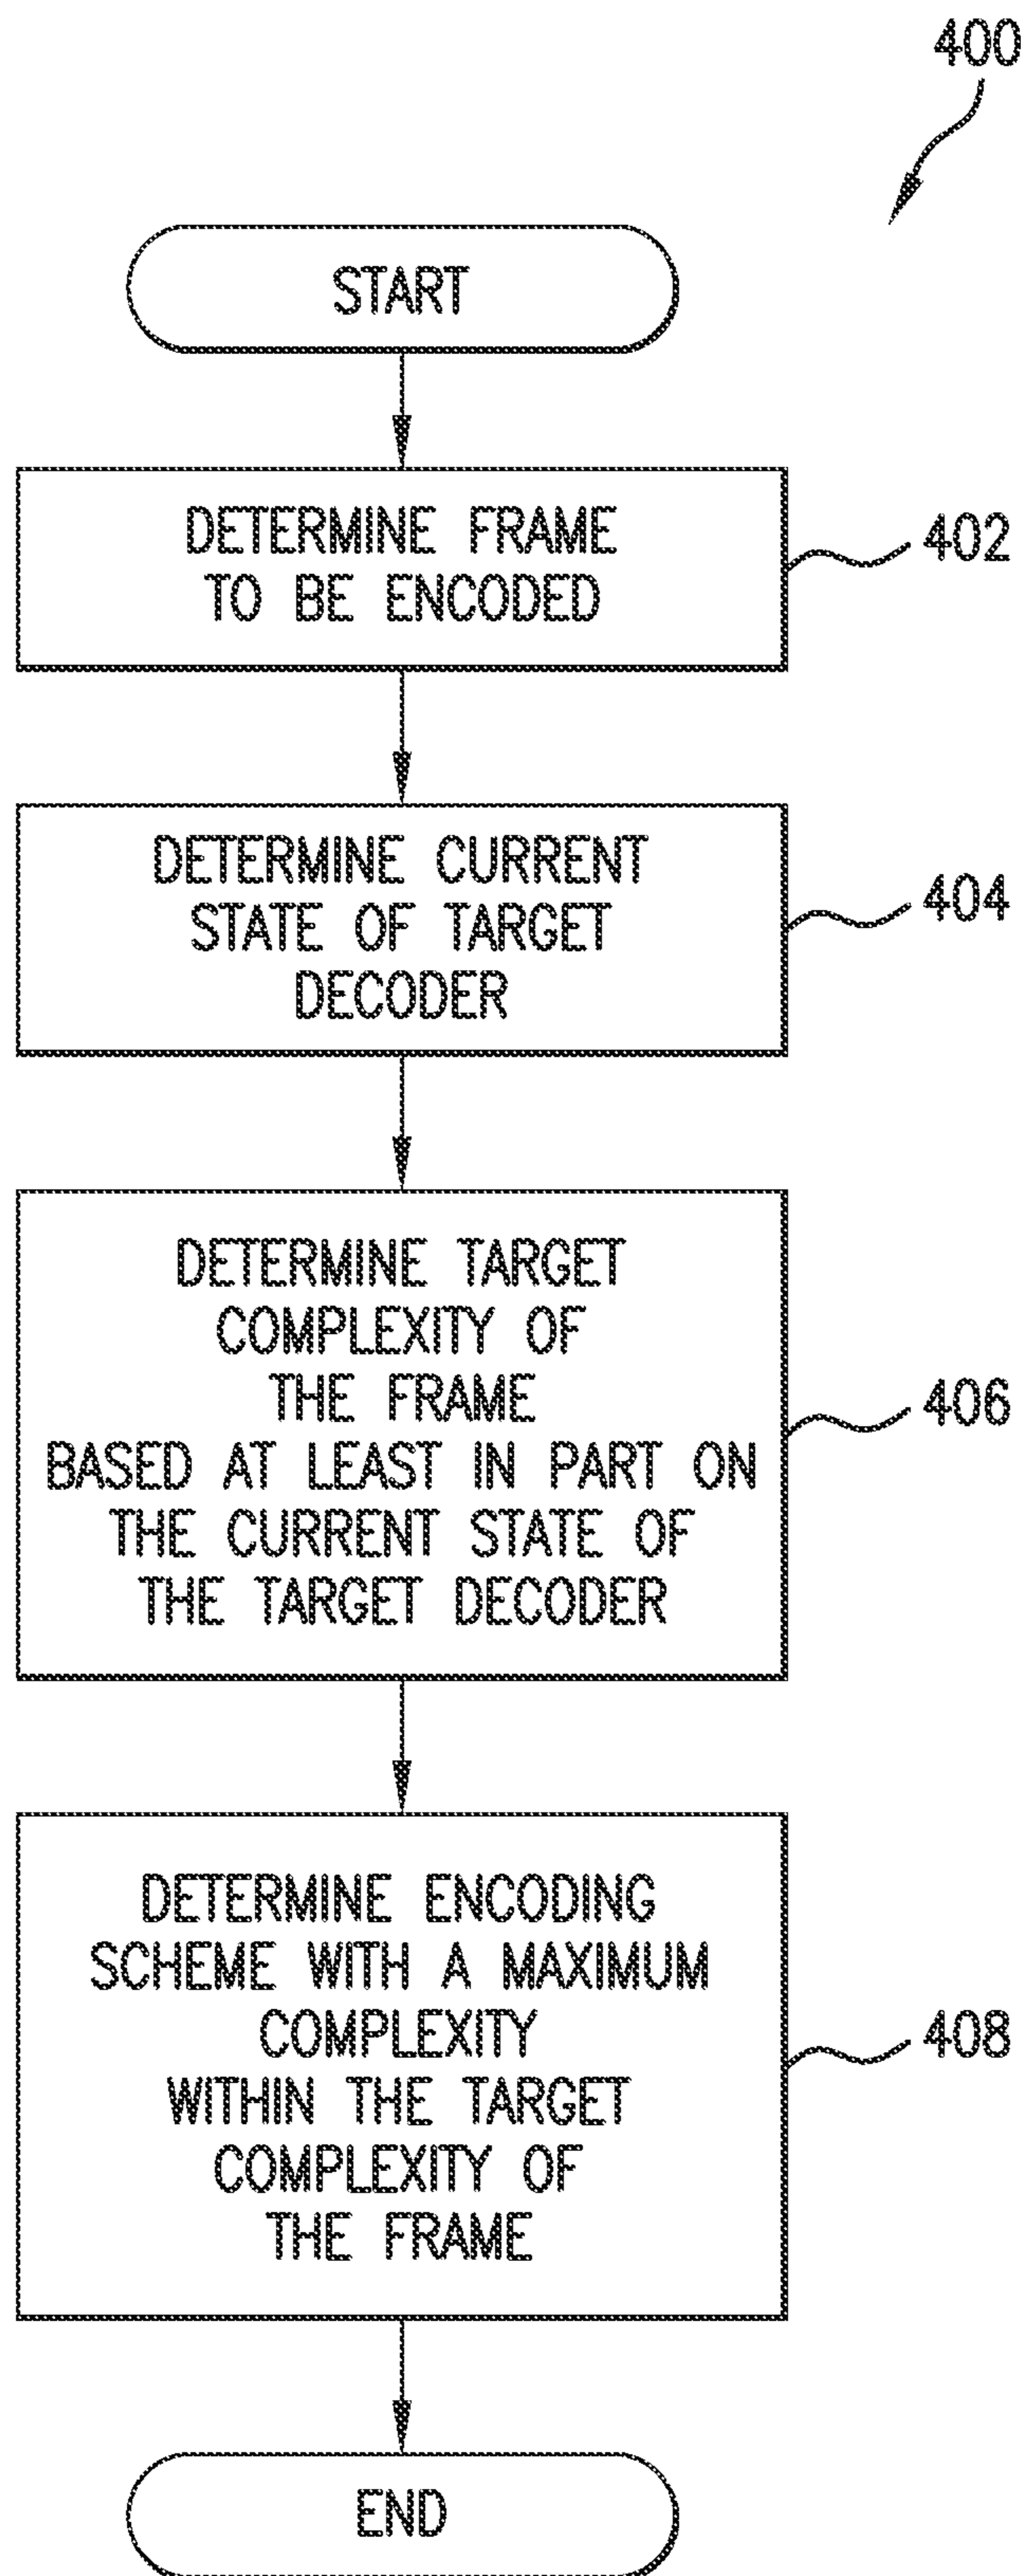 400
START
DETERMINE FRAME
TO BE ENCODED
402
DETERMINE CURRENT
STATE OF TARGET
DECODER
404
DETERMINE TARGET
COMPLEXITY OF
THE FRAME
BASED AT LEAST IN PART ON
THE CURRENT STATE OF
THE TARGET DECODER
406
DETERMINE ENCODING
SCHEME WITH A MAXIMUM
COMPLEXITY
WITHIN THE TARGET
COMPLEXITY OF
THE FRAME
408
END